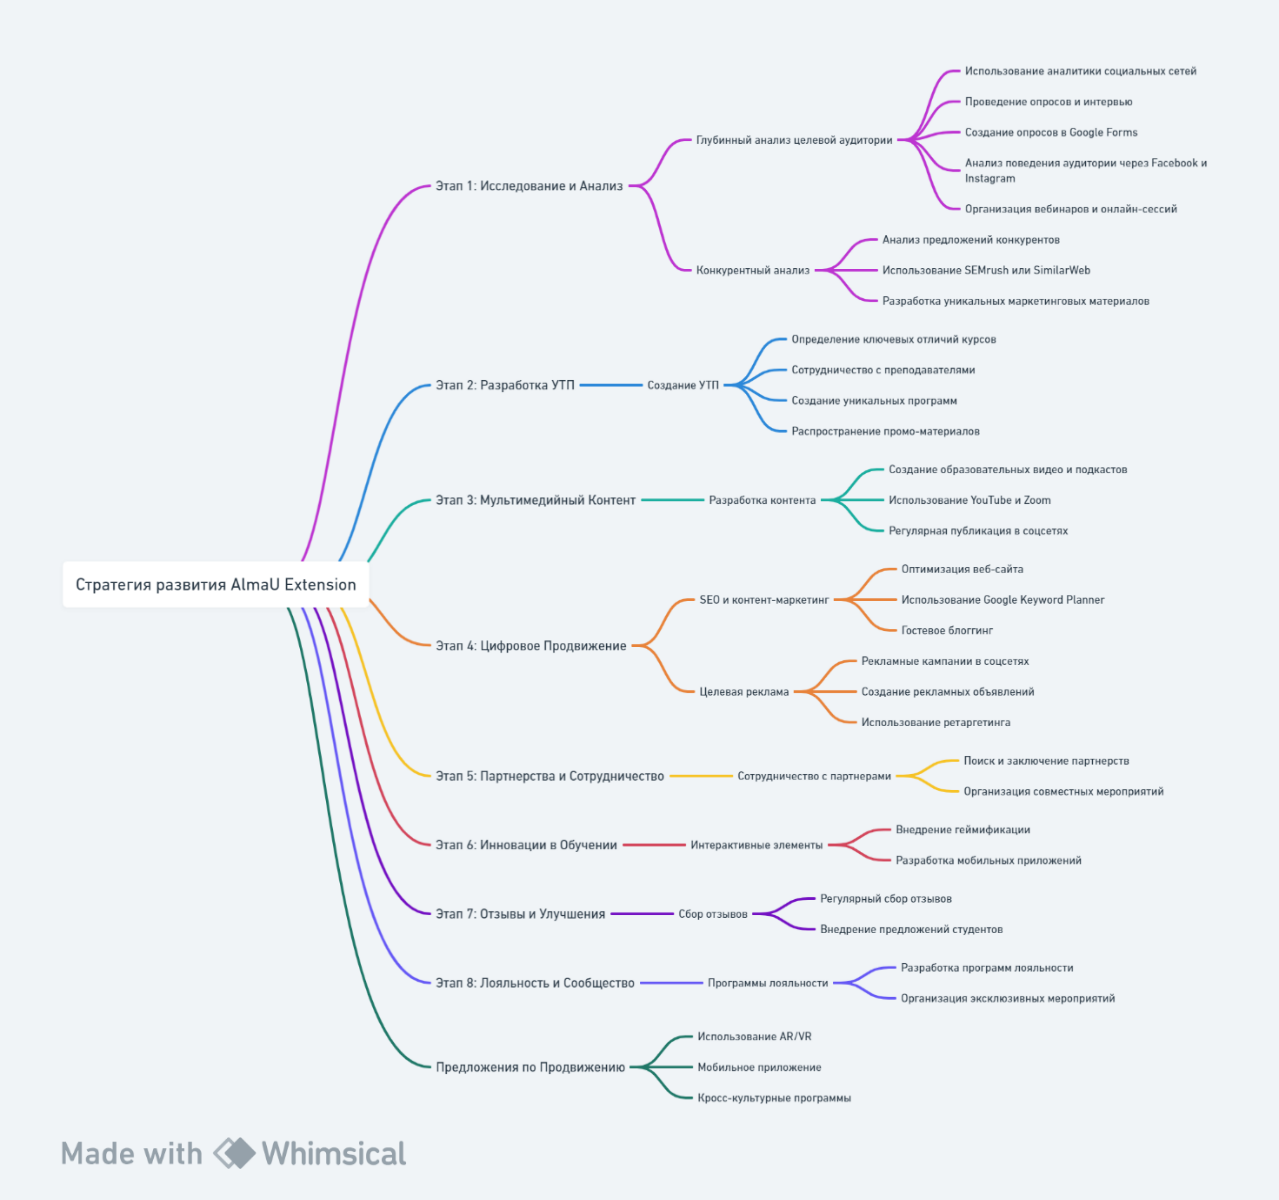 Стратегия развития AlmaU Extension
Этап 1: Исследование и Анализ
Глубинный анализ целевой аудитории
Использование аналитики социальных сетей
Проведение опросов и интервью
Создание опросов в Google Forms
Анализ поведения аудитории через Facebook и
Instagram
Организация вебинаров и онлайн-сессий
Конкурентный анализ
Анализ предложений конкурентов
Использование SEMrush или SimilarWeb
Разработка уникальных маркетинговых материалов
Этап 2: Разработка УТП
Создание УТП
Определение ключевых отличий курсов
Сотрудничество с преподавателями
Создание уникальных программ
Распространение промо-материалов
Этап 3: Мультимедийный Контент
Разработка контента
Создание образовательных видео и подкастов
Использование YouTube и Zoom
Регулярная публикация в соцсетях
Этап 4: Цифровое Продвижение
SEO и контент-маркетинг
Оптимизация веб-сайта
Использование Google Keyword Planner
Гостевое блоггинг
Целевая реклама
Рекламные кампании в соцсетях
Создание рекламных объявлений
Использование ретаргетинга
Этап 5: Партнерства и Сотрудничество
Сотрудничество с партнерами
Поиск и заключение партнерств
Организация совместных мероприятий
Этап 6: Инновации в Обучении
Интерактивные элементы
Внедрение геймификации
Разработка мобильных приложений
Этап 7: Отзывы и Улучшения
Сбор отзывов
Регулярный сбор отзывов
Внедрение предложений студентов
Этап 8: Лояльность и Сообщество
Программы лояльности
Разработка программ лояльности
Организация эксклюзивных мероприятий
Предложения по Продвижению
Использование AR/VR
Мобильное приложение
Кросс-культурные программы
Made with Whimsical